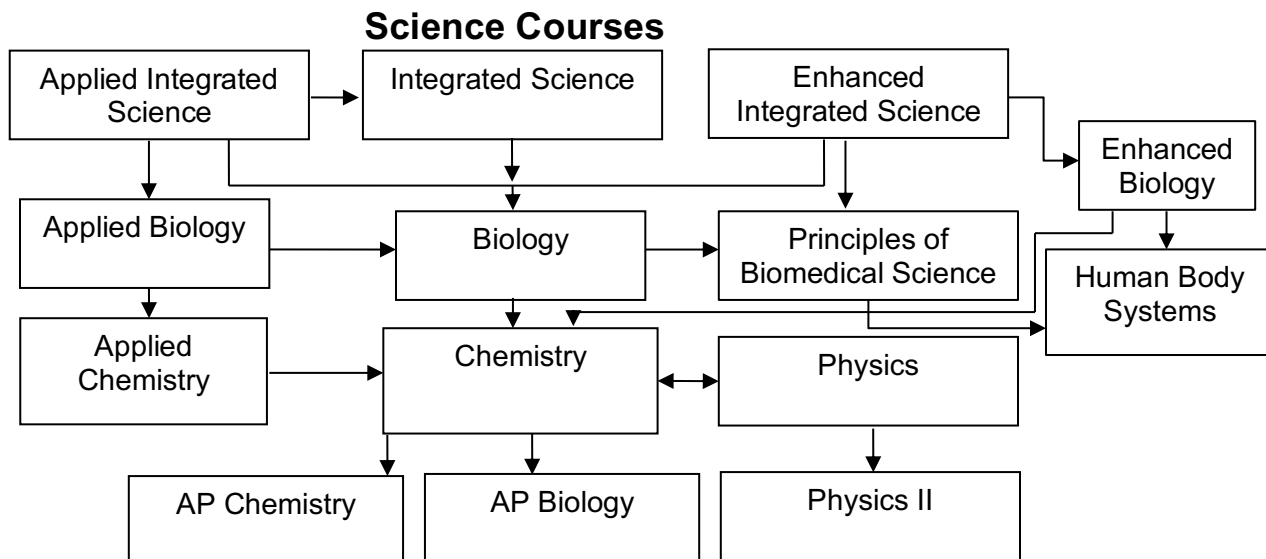 Science Courses
Applied Integrated
Science
Integrated Science
Enhanced
Integrated Science
Enhanced
Biology
Applied Biology
Biology
Principles of
Biomedical Science
Human Body
Systems
Applied
Chemistry
Chemistry
Physics
AP Chemistry
AP Biology
Physics II